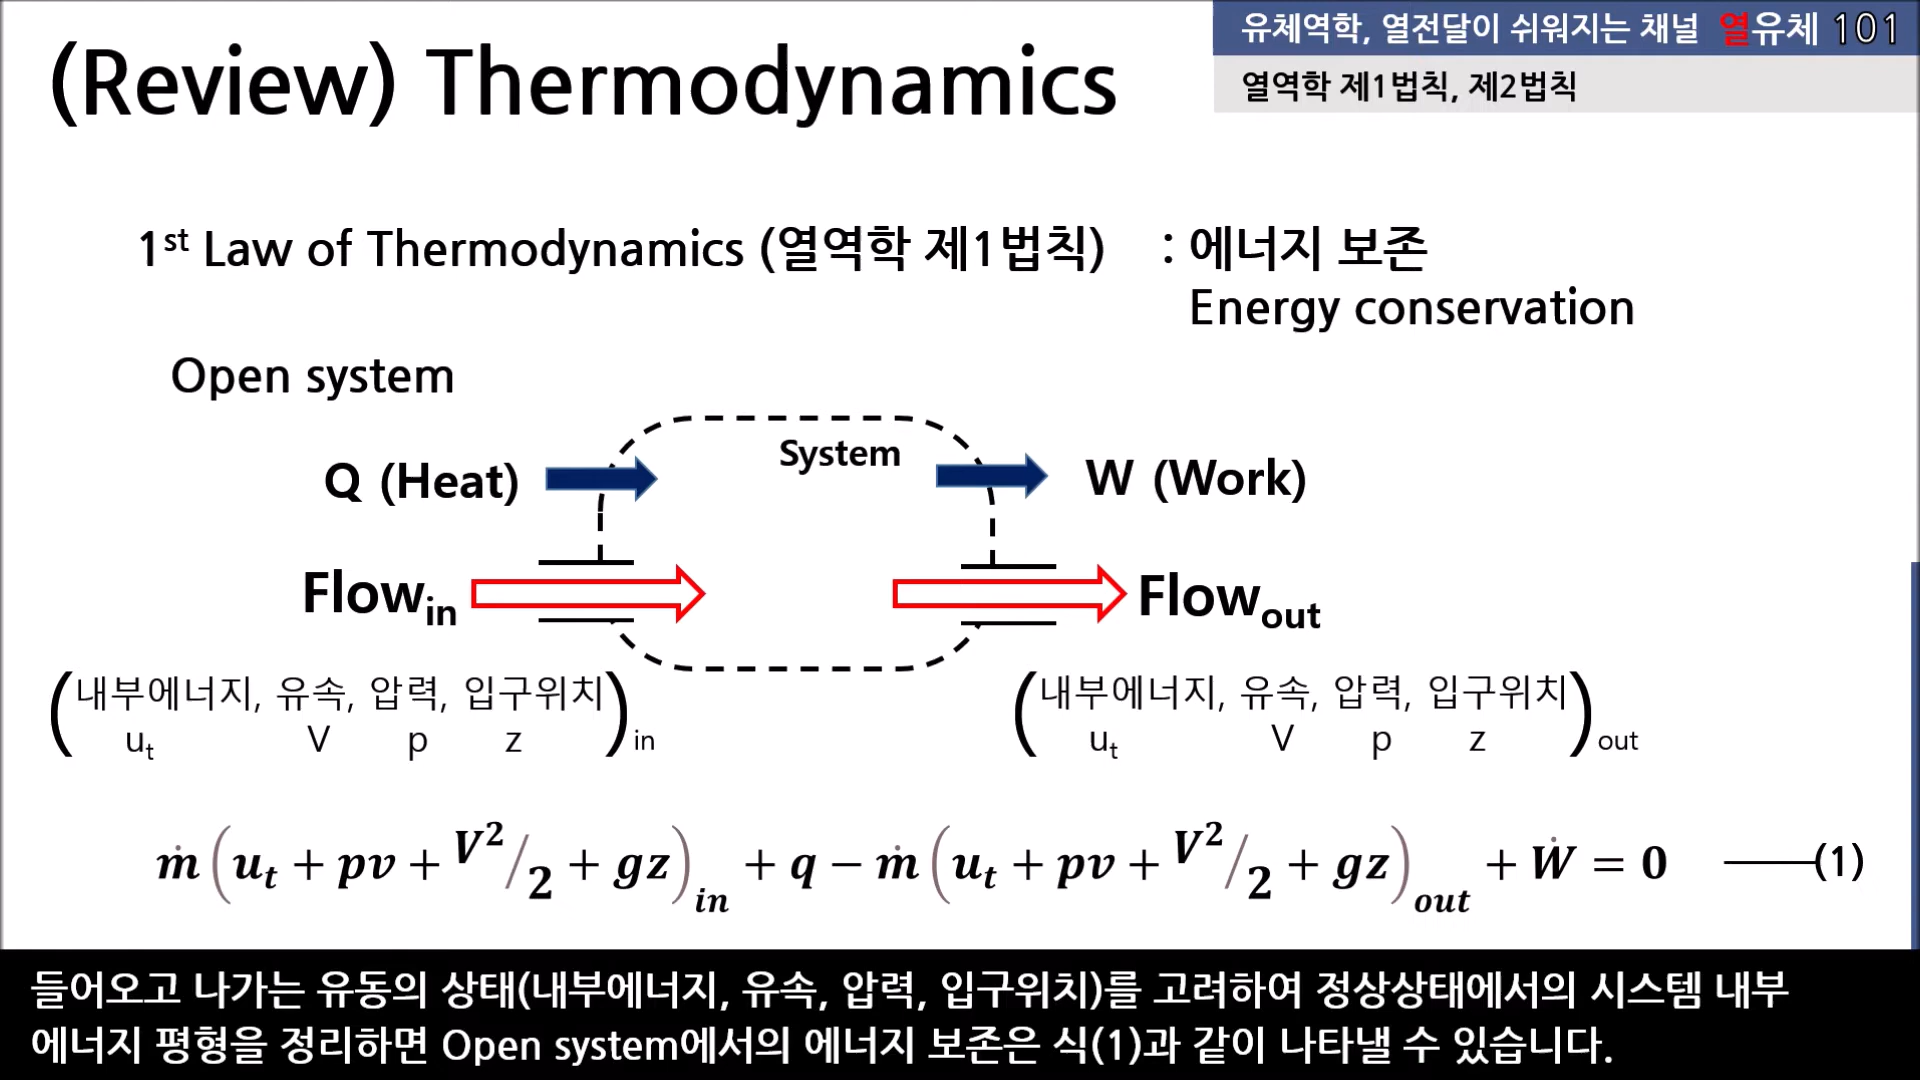 유체역학, 열전달이 쉬워지는 채널 열유체 101
열역학 제1법칙, 제2법칙
(Review) Thermodynamics
1st Law of Thermodynamics (열역학 제1법칙) : 에너지 보존
Energy conservation
Open system
System
Q (Heat)
W (Work)
Flow_in
Flow_out
(내부에너지, 유속, 압력, 입구위치)
u_t V p z in
(내부에너지, 유속, 압력, 입구위치)
u_t V p z out
ṁ(u_t + pv + V²/2 + gz)_in + q − ṁ(u_t + pv + V²/2 + gz)_out + Ẇ = 0 ——(1)
들어오고 나가는 유동의 상태(내부에너지, 유속, 압력, 입구위치)를 고려하여 정상상태에서의 시스템 내부
에너지 평형을 정리하면 Open system에서의 에너지 보존은 식(1)과 같이 나타낼 수 있습니다.